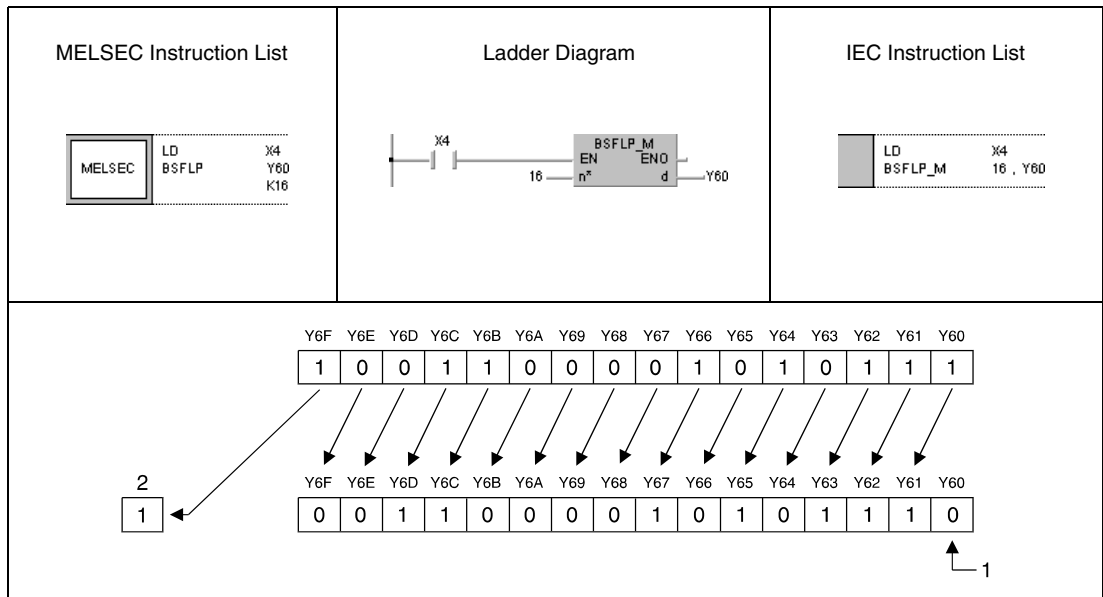 MELSEC Instruction List
Ladder Diagram
IEC Instruction List
MELSEC
LD X4
BSFLP Y60
K16
X4
BSFLP_M
EN ENO
16 n* d Y60
LD X4
BSFLP_M 16 , Y60
Y6F Y6E Y6D Y6C Y6B Y6A Y69 Y68 Y67 Y66 Y65 Y64 Y63 Y62 Y61 Y60
1 0 0 1 1 0 0 0 0 1 0 1 0 1 1 1
2
1
Y6F Y6E Y6D Y6C Y6B Y6A Y69 Y68 Y67 Y66 Y65 Y64 Y63 Y62 Y61 Y60
0 0 1 1 0 0 0 0 1 0 1 0 1 1 1 0
1